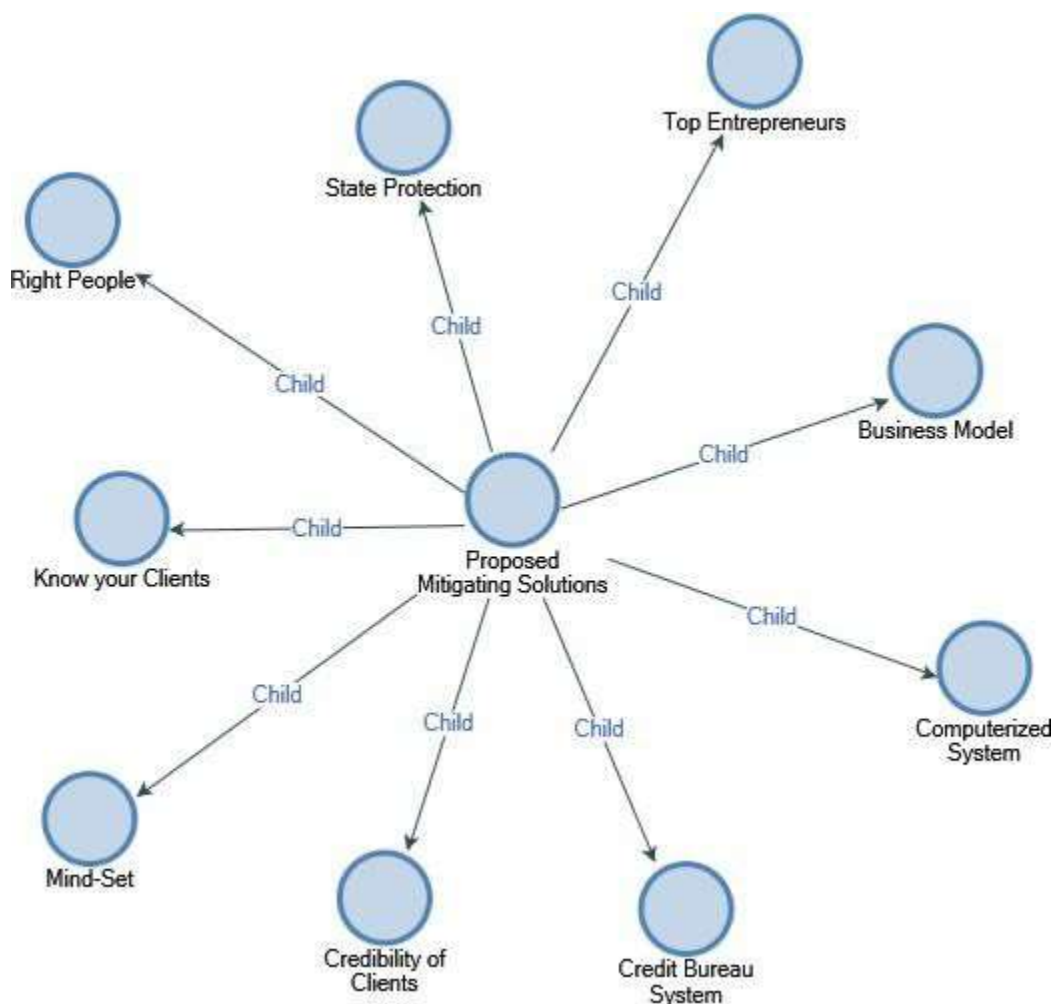 Top Entrepreneurs
State Protection
Right People
Child
Child
Child
Business Model
Child
Child
Know your Clients
Proposed
Mitigating Solutions
Child
Computerized
System
Child
Child
Child
Mind-Set
Credibility of
Clients
Credit Bureau
System